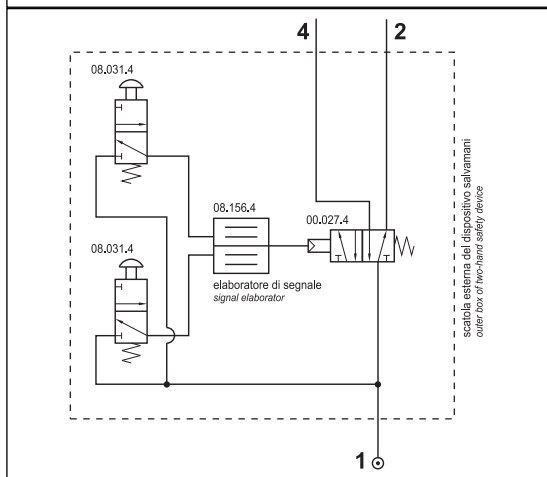 4
2
08.031.4
08.156.4
00.027.4
08.031.4
elaboratore di segnale
signal elaborator
scatola esterna del dispositivo salvamani
outer box of two-hand safety device
1